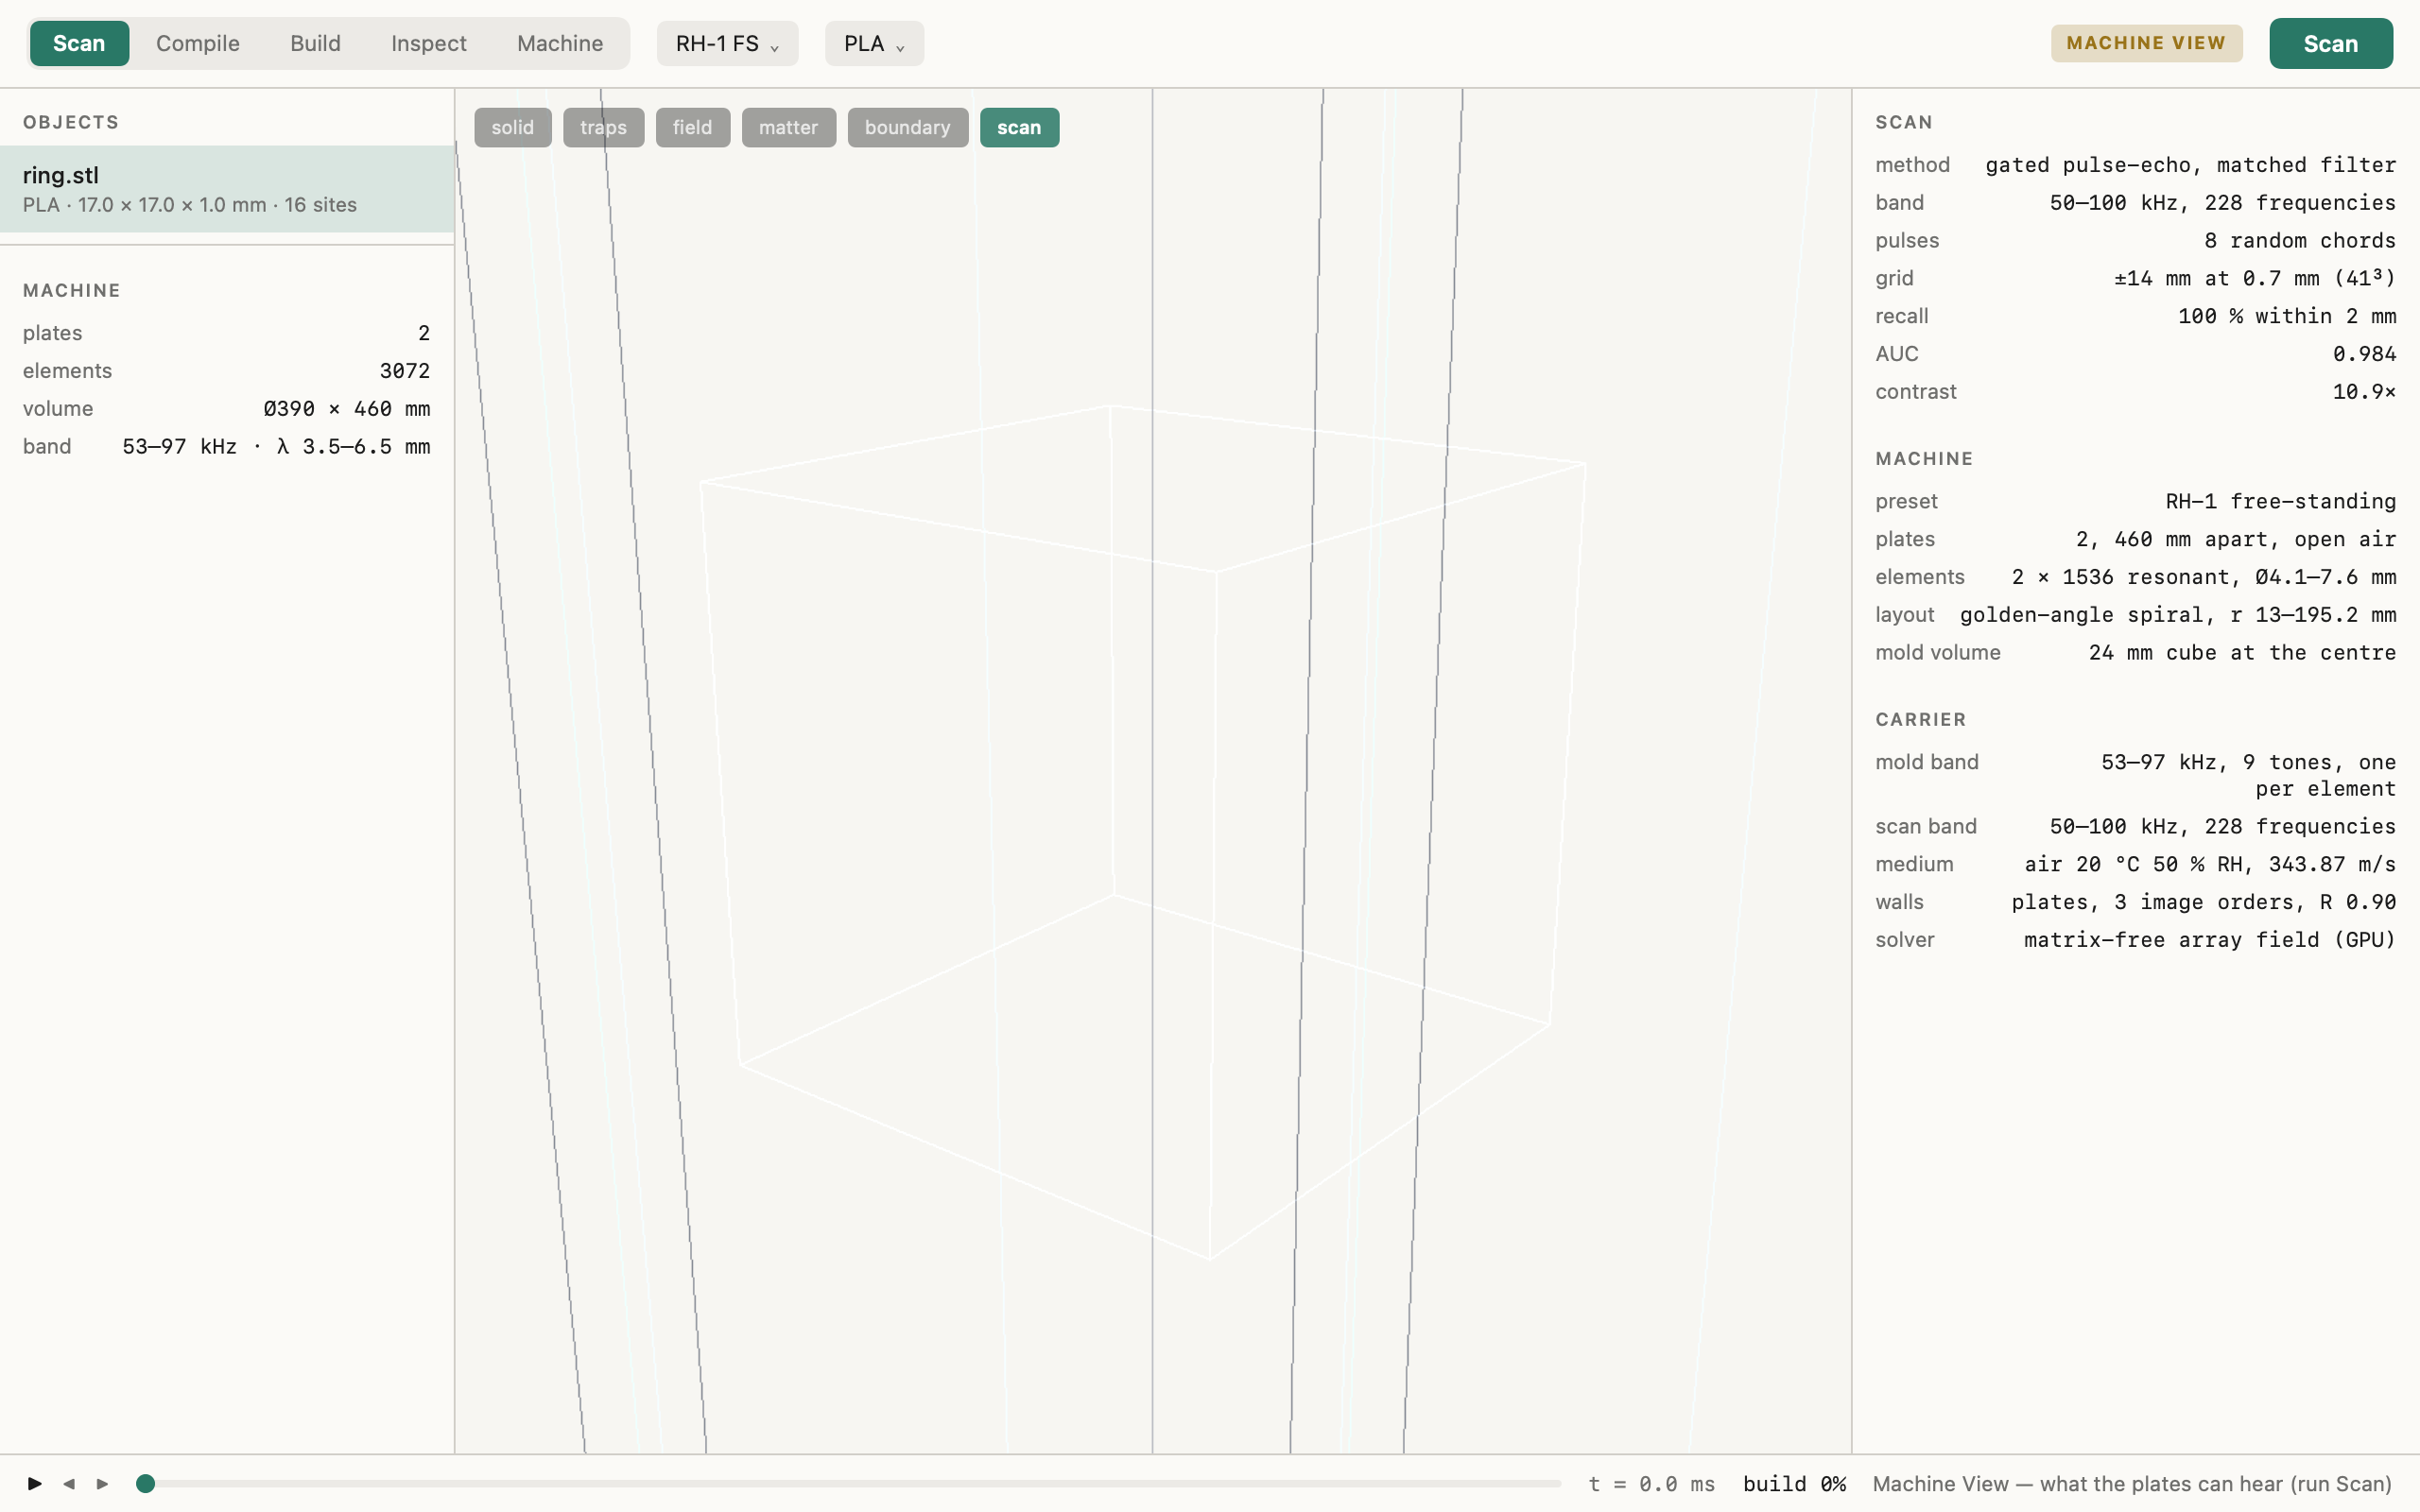 Scan Compile Build Inspect Machine RH-1 FS PLA MACHINE VIEW Scan
OBJECTS
ring.stl
PLA · 17.0 × 17.0 × 1.0 mm · 16 sites
MACHINE
plates 2
elements 3072
volume Ø390 × 460 mm
band 53–97 kHz · λ 3.5–6.5 mm
solid traps field matter boundary scan
SCAN
method gated pulse-echo, matched filter
band 50–100 kHz, 228 frequencies
pulses 8 random chords
grid ±14 mm at 0.7 mm (41³)
recall 100 % within 2 mm
AUC 0.984
contrast 10.9×
MACHINE
preset RH-1 free-standing
plates 2, 460 mm apart, open air
elements 2 × 1536 resonant, Ø4.1–7.6 mm
layout golden-angle spiral, r 13–195.2 mm
mold volume 24 mm cube at the centre
CARRIER
mold band 53–97 kHz, 9 tones, one
per element
scan band 50–100 kHz, 228 frequencies
medium air 20 °C 50 % RH, 343.87 m/s
walls plates, 3 image orders, R 0.90
solver matrix-free array field (GPU)
t = 0.0 ms build 0% Machine View — what the plates can hear (run Scan)